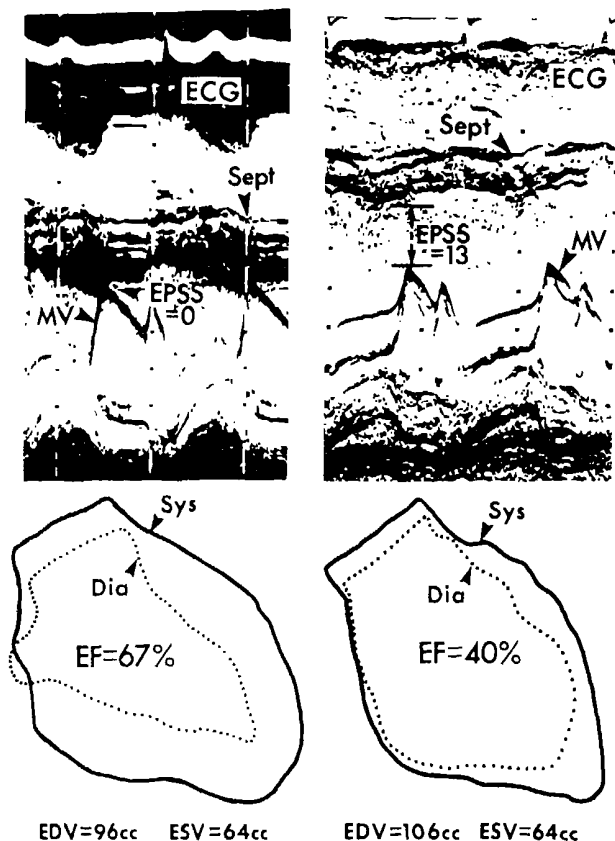 ECG
Sept
EPSS
=0
MV
ECG
Sept
EPSS
=13
MV
Sys
Dia
EF=67%
Sys
Dia
EF=40%
EDV=96cc ESV=64cc
EDV=106cc ESV=64cc